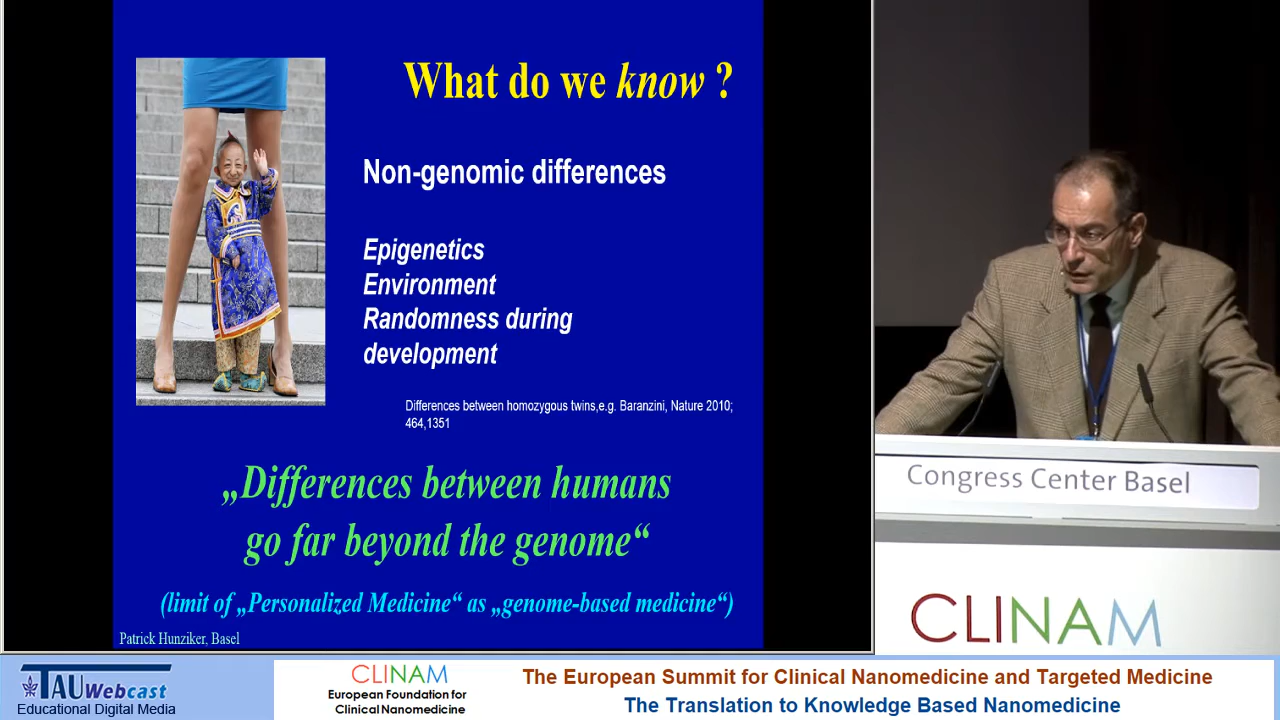 What do we know ?
Non-genomic differences
Epigenetics
Environment
Randomness during
development
Differences between homozygous twins,e.g. Baranzini, Nature 2010;
464,1351
„Differences between humans
go far beyond the genome“
(limit of „Personalized Medicine“ as „genome-based medicine“)
Patrick Hunziker, Basel
Congress Center Basel
CLINAM
TAU Webcast
Educational Digital Media
CLINAM
European Foundation for
Clinical Nanomedicine
The European Summit for Clinical Nanomedicine and Targeted Medicine
The Translation to Knowledge Based Nanomedicine